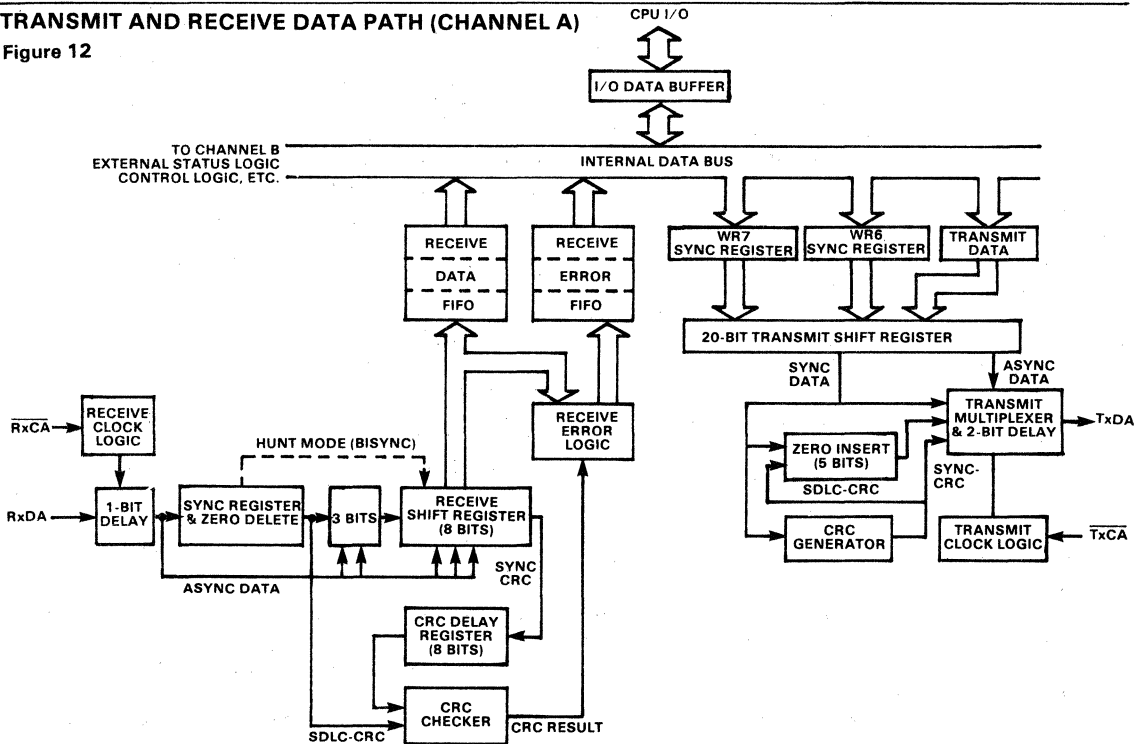 TRANSMIT AND RECEIVE DATA PATH (CHANNEL A)
Figure 12
CPU I/O
I/O DATA BUFFER
TO CHANNEL B
EXTERNAL STATUS LOGIC
CONTROL LOGIC, ETC.
INTERNAL DATA BUS
RECEIVE
DATA
FIFO
RECEIVE
ERROR
FIFO
WR7
SYNC REGISTER
WR6
SYNC REGISTER
TRANSMIT
DATA
20-BIT TRANSMIT SHIFT REGISTER
SYNC
DATA
ASYNC
DATA
RxCA
RECEIVE
CLOCK
LOGIC
HUNT MODE (BISYNC)
RECEIVE
ERROR
LOGIC
TRANSMIT
MULTIPLEXER
& 2-BIT DELAY
TxDA
ZERO INSERT
(5 BITS)
SDLC-CRC
SYNC-
CRC
RxDA
1-BIT
DELAY
SYNC REGISTER
& ZERO DELETE
3 BITS
RECEIVE
SHIFT REGISTER
(8 BITS)
CRC
GENERATOR
TRANSMIT
CLOCK LOGIC
TxCA
ASYNC DATA
SYNC
CRC
CRC DELAY
REGISTER
(8 BITS)
CRC
CHECKER
SDLC-CRC
CRC RESULT